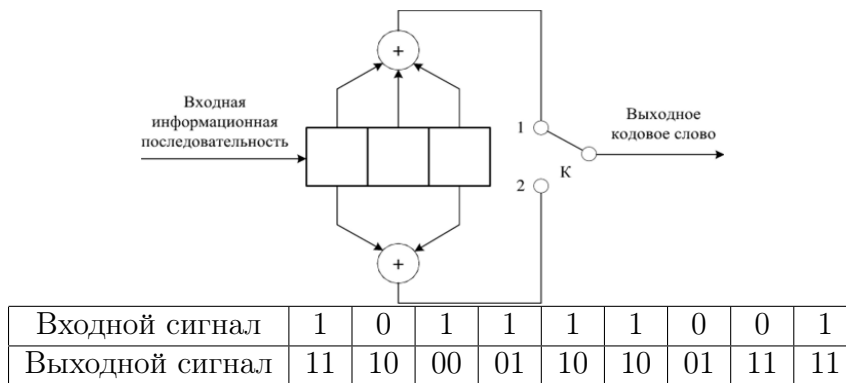 +
Входная
информационная
последовательность
1
Выходное
кодовое слово
К
2
+
Входной сигнал 1 0 1 1 1 1 0 0 1
Выходной сигнал 11 10 00 01 10 10 01 11 11